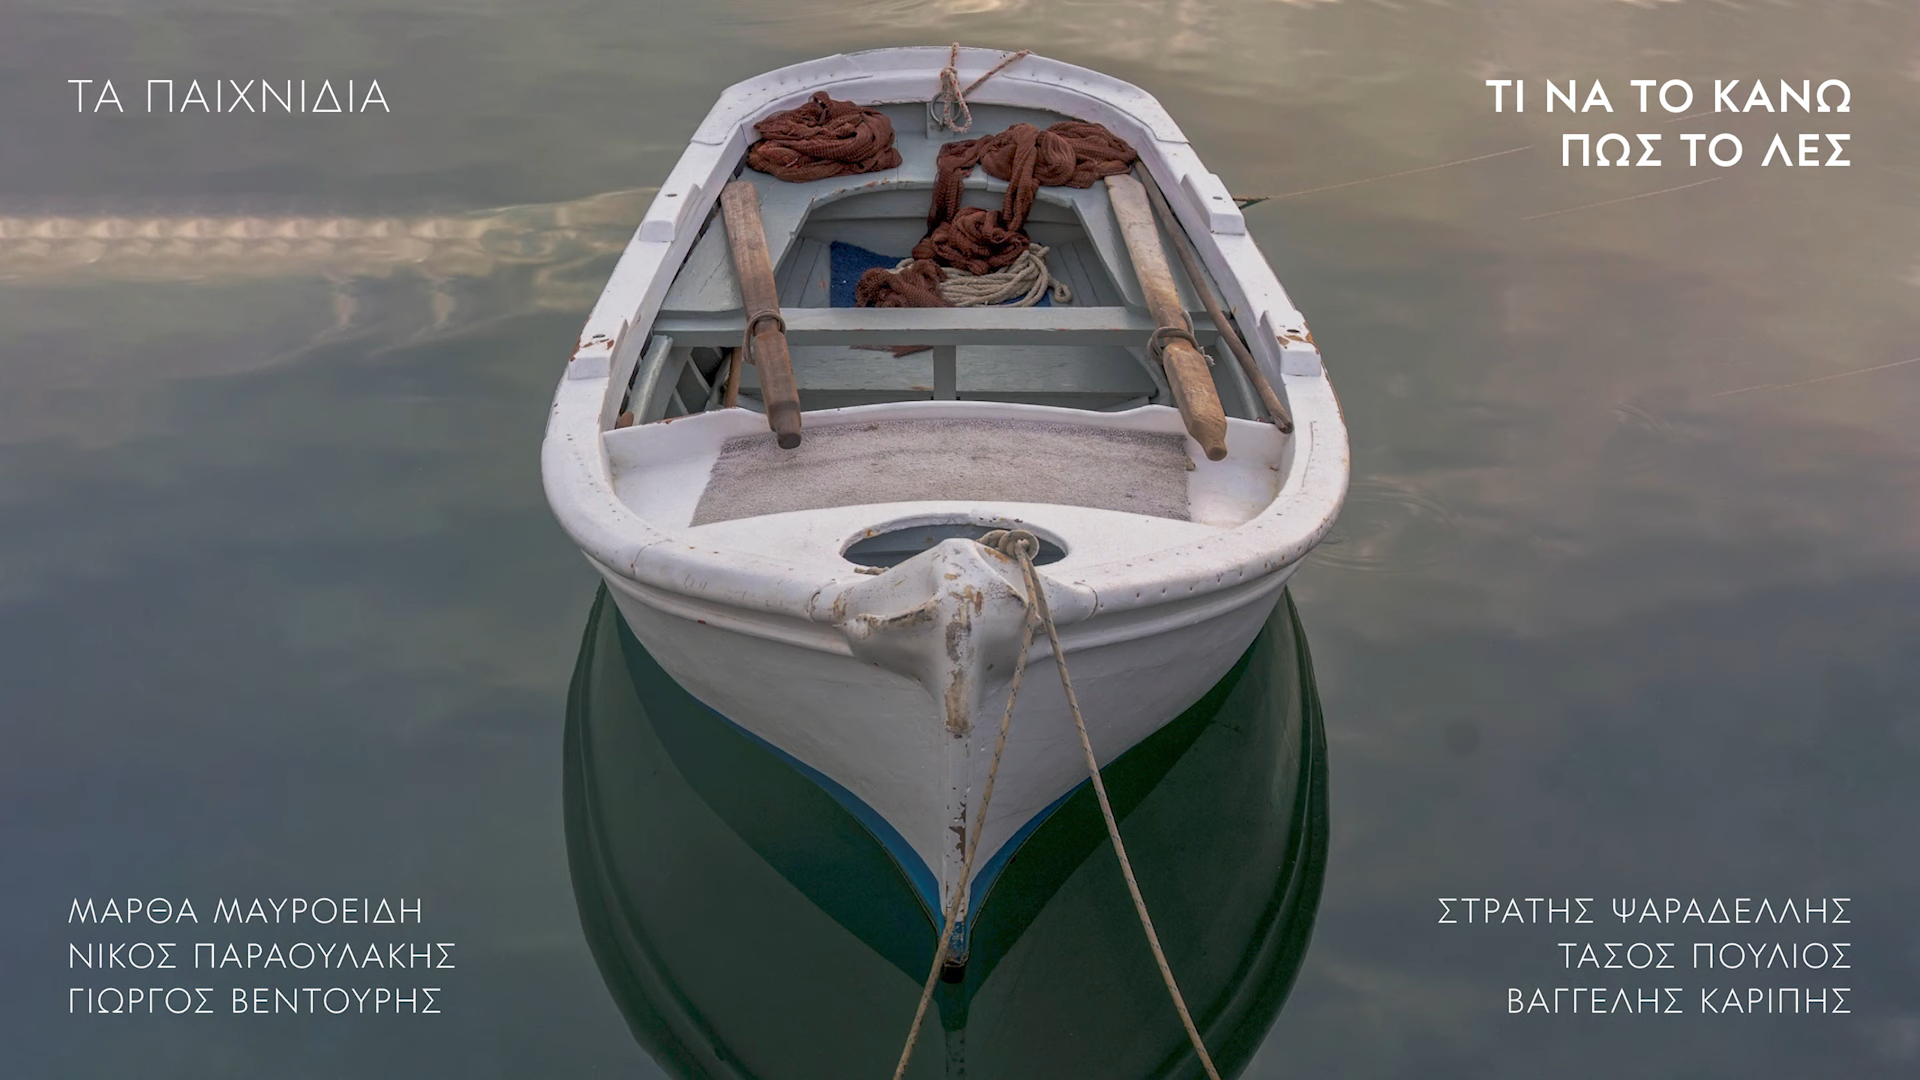 ΤΑ ΠΑΙΧΝΙΔΙΑ
ΤΙ ΝΑ ΤΟ ΚΑΝΩ
ΠΩΣ ΤΟ ΛΕΣ
ΜΑΡΘΑ ΜΑΥΡΟΕΙΔΗ
ΝΙΚΟΣ ΠΑΡΑΟΥΛΑΚΗΣ
ΓΙΩΡΓΟΣ ΒΕΝΤΟΥΡΗΣ
ΣΤΡΑΤΗΣ ΨΑΡΑΔΕΛΛΗΣ
ΤΑΣΟΣ ΠΟΥΛΙΟΣ
ΒΑΓΓΕΛΗΣ ΚΑΡΙΠΗΣ